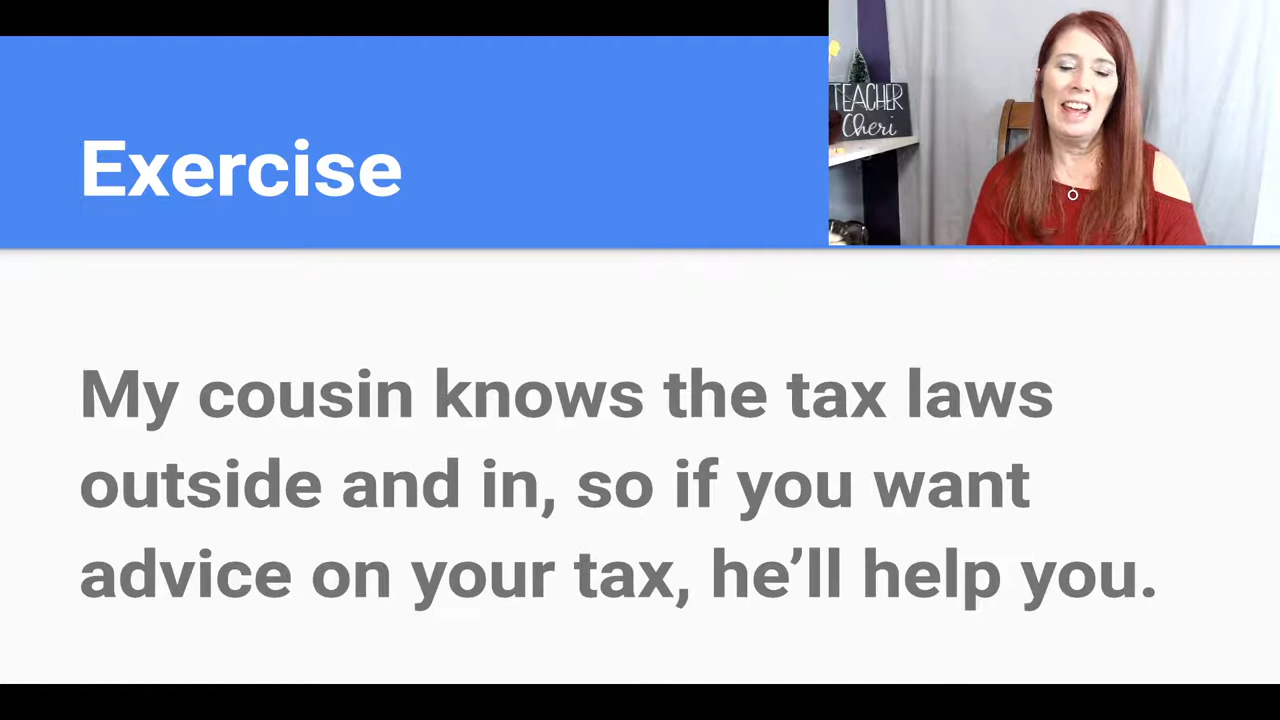 Exercise
TEACHER
Cheri
My cousin knows the tax laws
outside and in, so if you want
advice on your tax, he’ll help you.